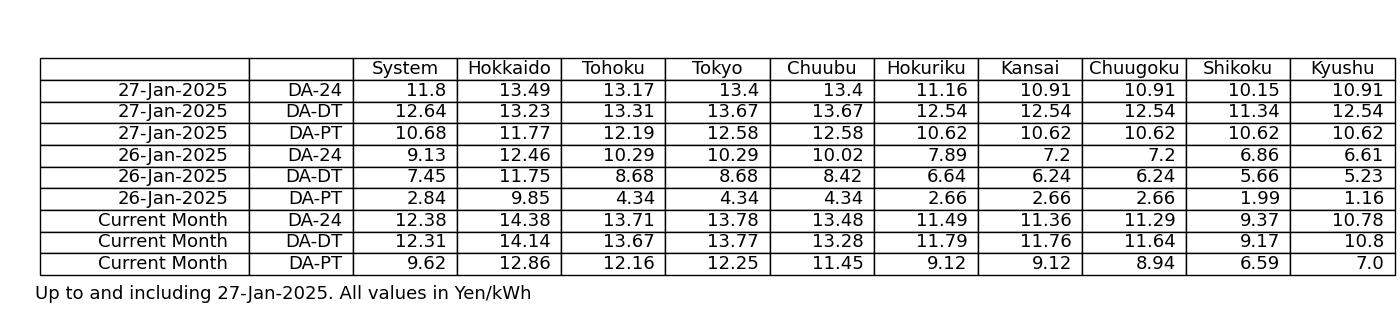 System Hokkaido Tohoku Tokyo Chuubu Hokuriku Kansai Chuugoku Shikoku Kyushu
27-Jan-2025 DA-24 11.8 13.49 13.17 13.4 13.4 11.16 10.91 10.91 10.15 10.91
27-Jan-2025 DA-DT 12.64 13.23 13.31 13.67 13.67 12.54 12.54 12.54 11.34 12.54
27-Jan-2025 DA-PT 10.68 11.77 12.19 12.58 12.58 10.62 10.62 10.62 10.62 10.62
26-Jan-2025 DA-24 9.13 12.46 10.29 10.29 10.02 7.89 7.2 7.2 6.86 6.61
26-Jan-2025 DA-DT 7.45 11.75 8.68 8.68 8.42 6.64 6.24 6.24 5.66 5.23
26-Jan-2025 DA-PT 2.84 9.85 4.34 4.34 4.34 2.66 2.66 2.66 1.99 1.16
Current Month DA-24 12.38 14.38 13.71 13.78 13.48 11.49 11.36 11.29 9.37 10.78
Current Month DA-DT 12.31 14.14 13.67 13.77 13.28 11.79 11.76 11.64 9.17 10.8
Current Month DA-PT 9.62 12.86 12.16 12.25 11.45 9.12 9.12 8.94 6.59 7.0
Up to and including 27-Jan-2025. All values in Yen/kWh